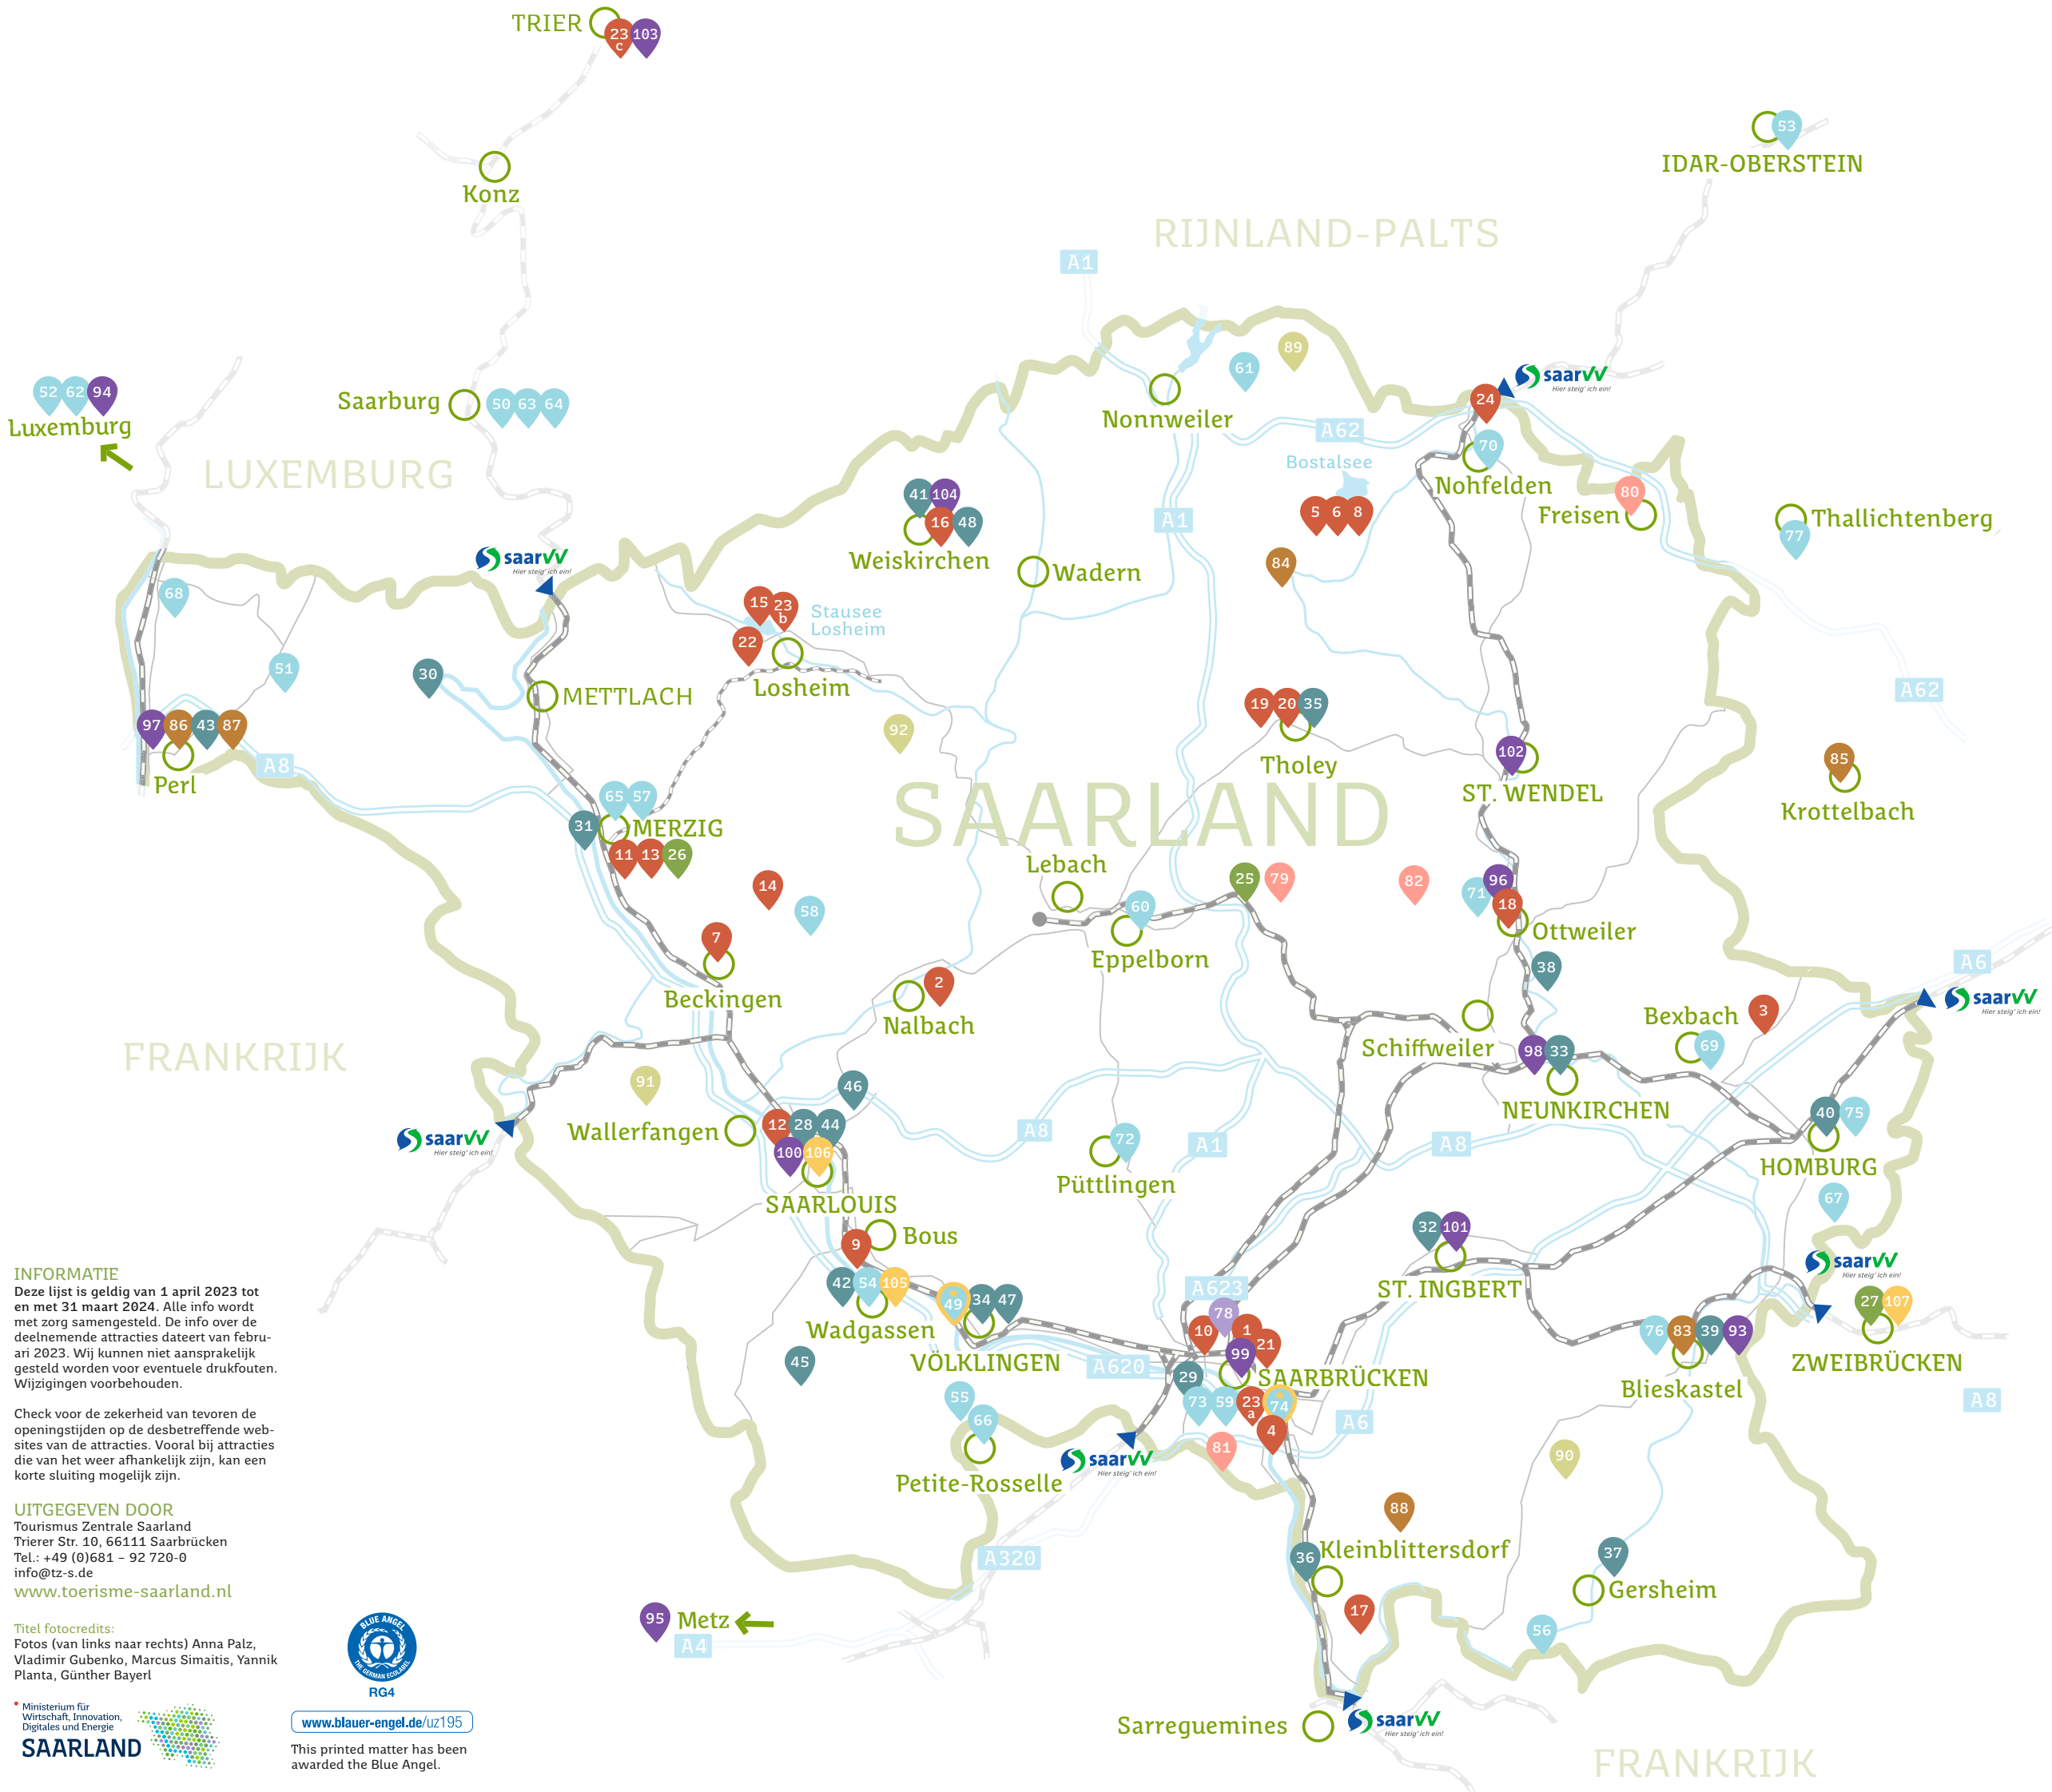 TRIER
23
c
103
Konz
53
IDAR-OBERSTEIN
RIJNLAND-PALTS
A1
61
89
52
62
94
Luxemburg
Saarburg
50
63
64
LUXEMBURG
Nonnweiler
A62
24
saarVV
Hier steig' ich ein!
70
Nohfelden
Bostalsee
5
6
8
80
Freisen
Thallichtenberg
77
A1
41
104
16
48
Weiskirchen
Wadern
84
saarVV
Hier steig' ich ein!
68
51
30
METTLACH
15
23
b
22
Stausee
Losheim
Losheim
97
86
43
87
Perl
A8
92
19
20
35
Tholey
102
ST. WENDEL
A62
85
Krottelbach
SAARLAND
65
57
31
MERZIG
11
13
26
14
58
7
Beckingen
Lebach
60
Eppelborn
25
79
82
96
71
18
Ottweiler
38
2
Nalbach
A6
saarVV
Hier steig' ich ein!
Bexbach
3
69
Schiffweiler
98
33
NEUNKIRCHEN
FRANKRIJK
91
46
Wallerfangen
12
28
44
100
106
SAARLOUIS
saarVV
Hier steig' ich ein!
A8
72
Püttlingen
A1
A8
40
75
HOMBURG
67
9
Bous
42
54
105
Wadgassen
49
34
47
VÖLKLINGEN
32
101
ST. INGBERT
saarVV
Hier steig' ich ein!
27
107
ZWEIBRÜCKEN
A623
78
10
1
21
99
29
SAARBRÜCKEN
A620
73
59
23
a
74
4
81
A6
76
83
39
93
Blieskastel
A8
45
55
66
Petite-Rosselle
saarVV
Hier steig' ich ein!
90
88
A320
36
Kleinblittersdorf
37
Gersheim
17
56
95
Metz
A4
Sarreguemines
saarVV
Hier steig' ich ein!
FRANKRIJK
INFORMATIE
Deze lijst is geldig van 1 april 2023 tot
en met 31 maart 2024. Alle info wordt
met zorg samengesteld. De info over de
deelnemende attracties dateert van febru-
ari 2023. Wij kunnen niet aansprakelijk
gesteld worden voor eventuele drukfouten.
Wijzigingen voorbehouden.
Check voor de zekerheid van tevoren de
openingstijden op de desbetreffende web-
sites van de attracties. Vooral bij attracties
die van het weer afhankelijk zijn, kan een
korte sluiting mogelijk zijn.
UITGEGEVEN DOOR
Tourismus Zentrale Saarland
Trierer Str. 10, 66111 Saarbrücken
Tel.: +49 (0)681 – 92 720-0
info@tz-s.de
www.toerisme-saarland.nl
Titel fotocredits:
Fotos (van links naar rechts) Anna Palz,
Vladimir Gubenko, Marcus Simaitis, Yannik
Planta, Günther Bayerl
Ministerium für
Wirtschaft, Innovation,
Digitales und Energie
SAARLAND
BLUE ANGEL
THE GERMAN ECOLABEL
RG4
www.blauer-engel.de/uz195
This printed matter has been
awarded the Blue Angel.